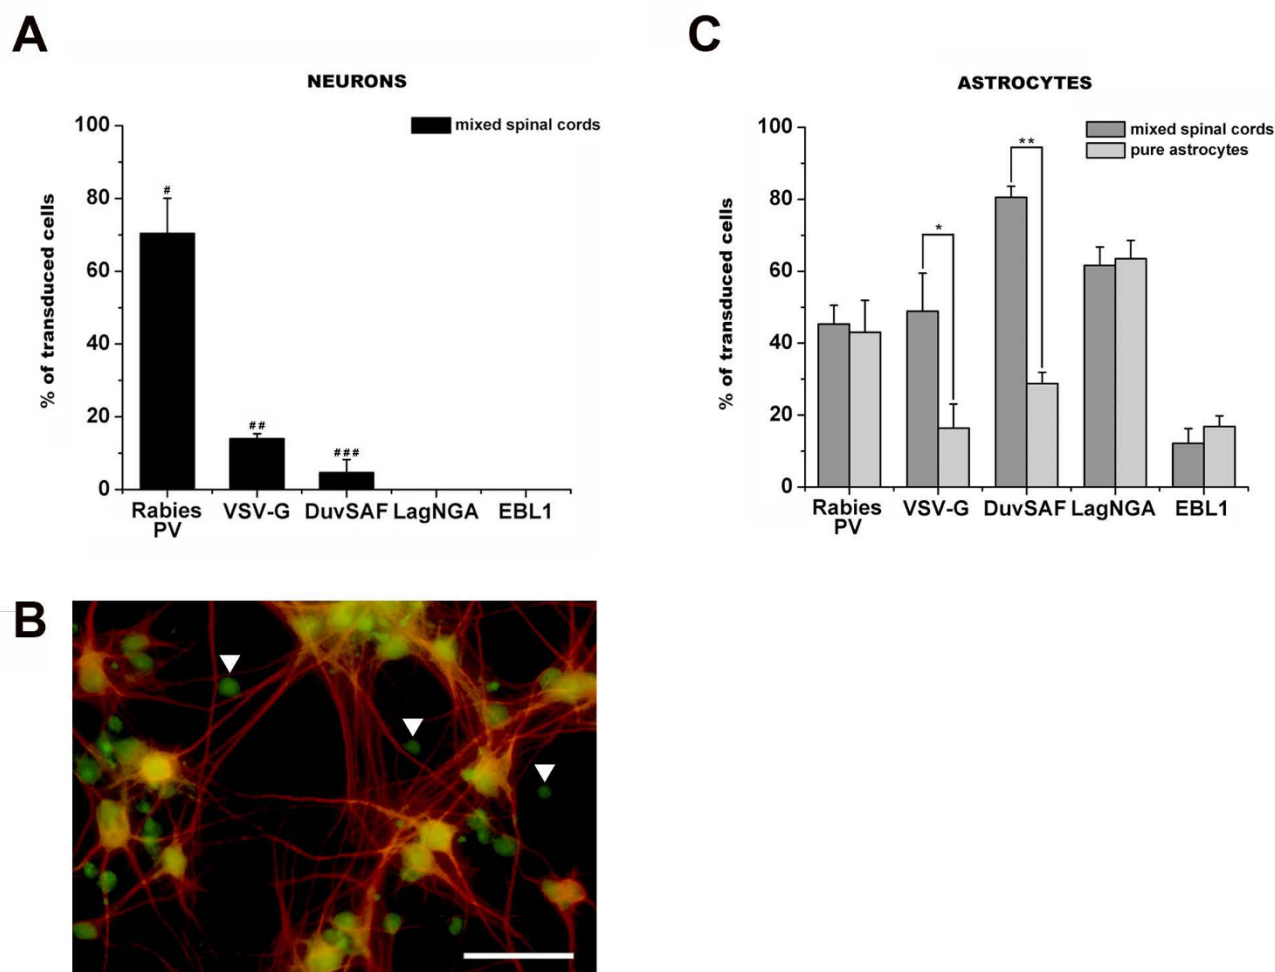 A
NEURONS
mixed spinal cords
% of transduced cells
100
80
60
40
20
0
#
##
###
Rabies PV
VSV-G
DuvSAF
LagNGA
EBL1
B
C
ASTROCYTES
mixed spinal cords
pure astrocytes
% of transduced cells
100
80
60
40
20
0
*
**
Rabies PV
VSV-G
DuvSAF
LagNGA
EBL1